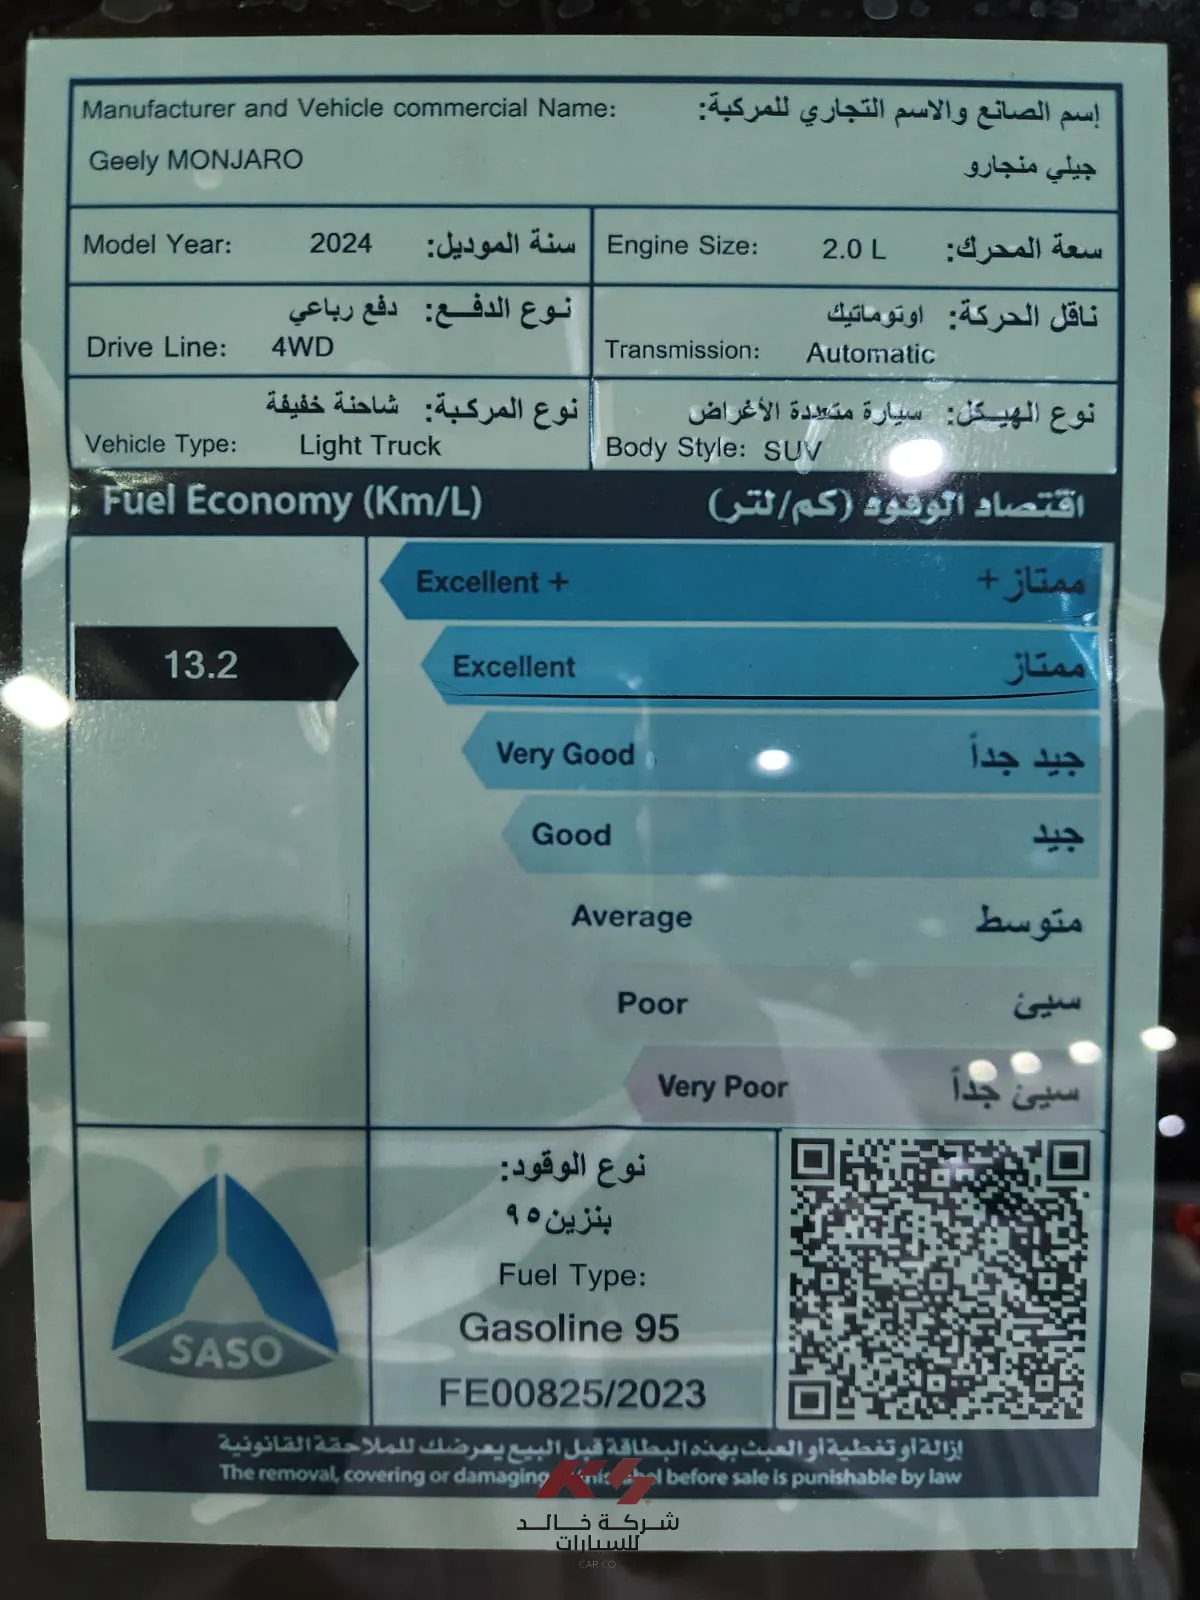 Manufacturer and Vehicle commercial Name: إسم الصانع والاسم التجاري للمركبة:
Geely MONJARO جيلي منجارو
Model Year: 2024 سنة الموديل:
Engine Size: 2.0 L سعة المحرك:
نوع الدفع: دفع رباعي
Drive Line: 4WD
ناقل الحركة: اوتوماتيك
Transmission: Automatic
نوع المركبة: شاحنة خفيفة
Vehicle Type: Light Truck
نوع الهيكل: سيارة متعددة الأغراض
Body Style: SUV
Fuel Economy (Km/L) اقتصاد الوقود (كم/لتر)
Excellent + ممتاز +
13.2
Excellent ممتاز
Very Good جيد جداً
Good جيد
Average متوسط
Poor سيئ
Very Poor سيئ جداً
SASO
نوع الوقود:
بنزين٩٥
Fuel Type:
Gasoline 95
FE00825/2023
إزالة أو تغطية أو العبث بهذه البطاقة قبل البيع يعرضك للملاحقة القانونية
The removal, covering or damaging before sale is punishable by law
شركة خالد
للسيارات
CAR CO